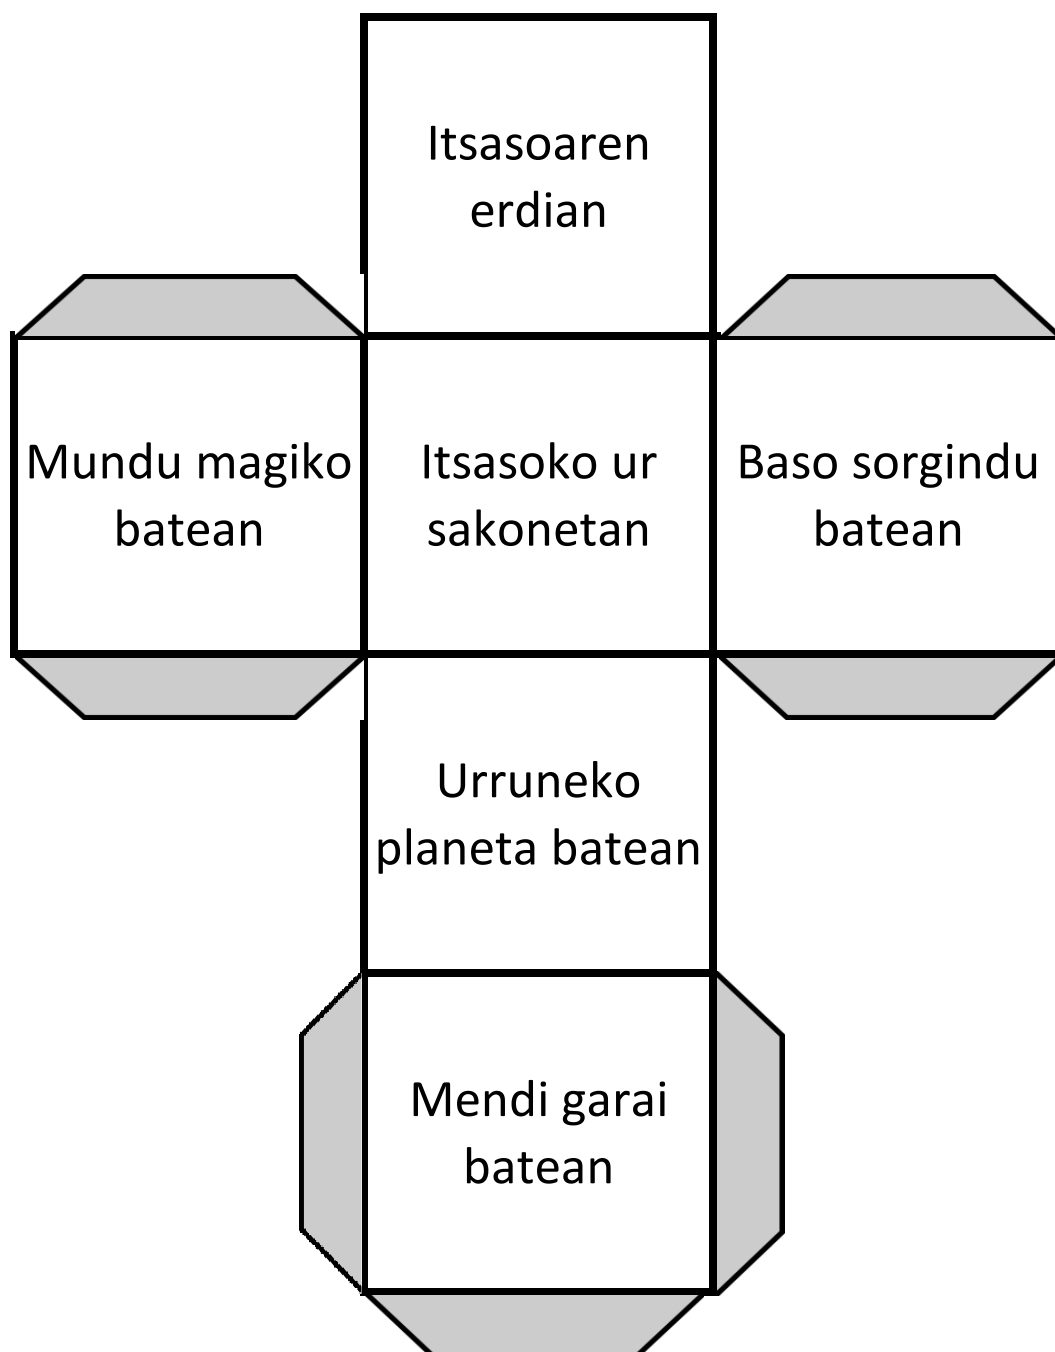 Itsasoaren
erdian
Mundu magiko
batean
Itsasoko ur
sakonetan
Baso sorgindu
batean
Urruneko
planeta batean
Mendi garai
batean